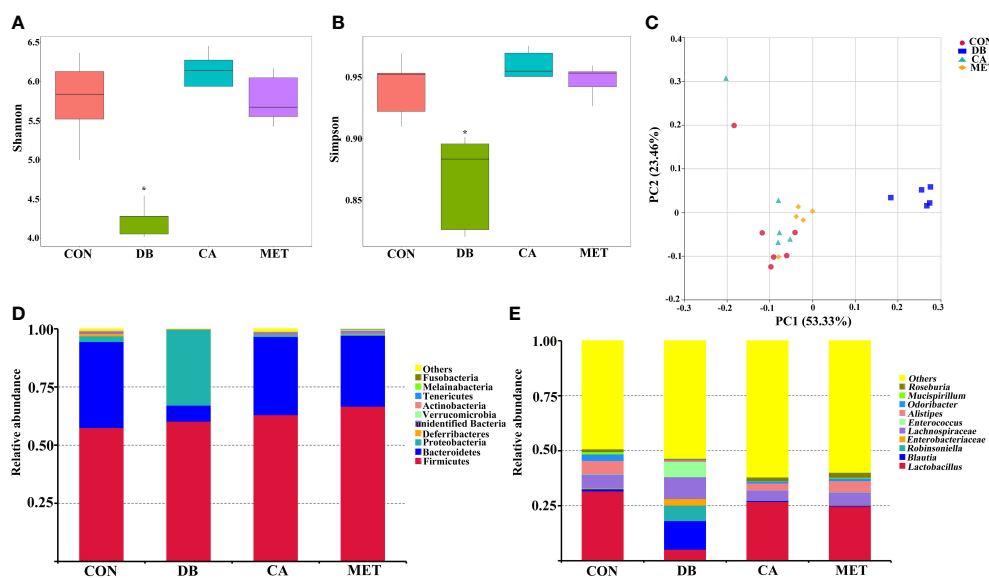 A
Shannon
6.5
6.0
5.5
5.0
4.5
4.0
*
CON
DB
CA
MET
B
Simpson
0.95
0.90
0.85
*
CON
DB
CA
MET
C
PC2 (23.46%)
0.4
0.3
0.2
0.1
0
-0.1
-0.2
-0.3
-0.2
-0.1
0
0.1
0.2
0.3
PC1 (53.33%)
CON
DB
CA
MET
D
Relative abundance
1.00
0.75
0.50
0.25
CON
DB
CA
MET
Others
Fusobacteria
Melainabacteria
Tenericutes
Actinobacteria
Verrucomicrobia
unidentified Bacteria
Deferribacteres
Proteobacteria
Bacteroidetes
Firmicutes
E
Relative abundance
1.00
0.75
0.50
0.25
CON
DB
CA
MET
Others
Roseburia
Mucispirillum
Odoribacter
Alistipes
Enterococcus
Lachnospiraceae
Enterobacteriaceae
Robinsoniella
Blautia
Lactobacillus